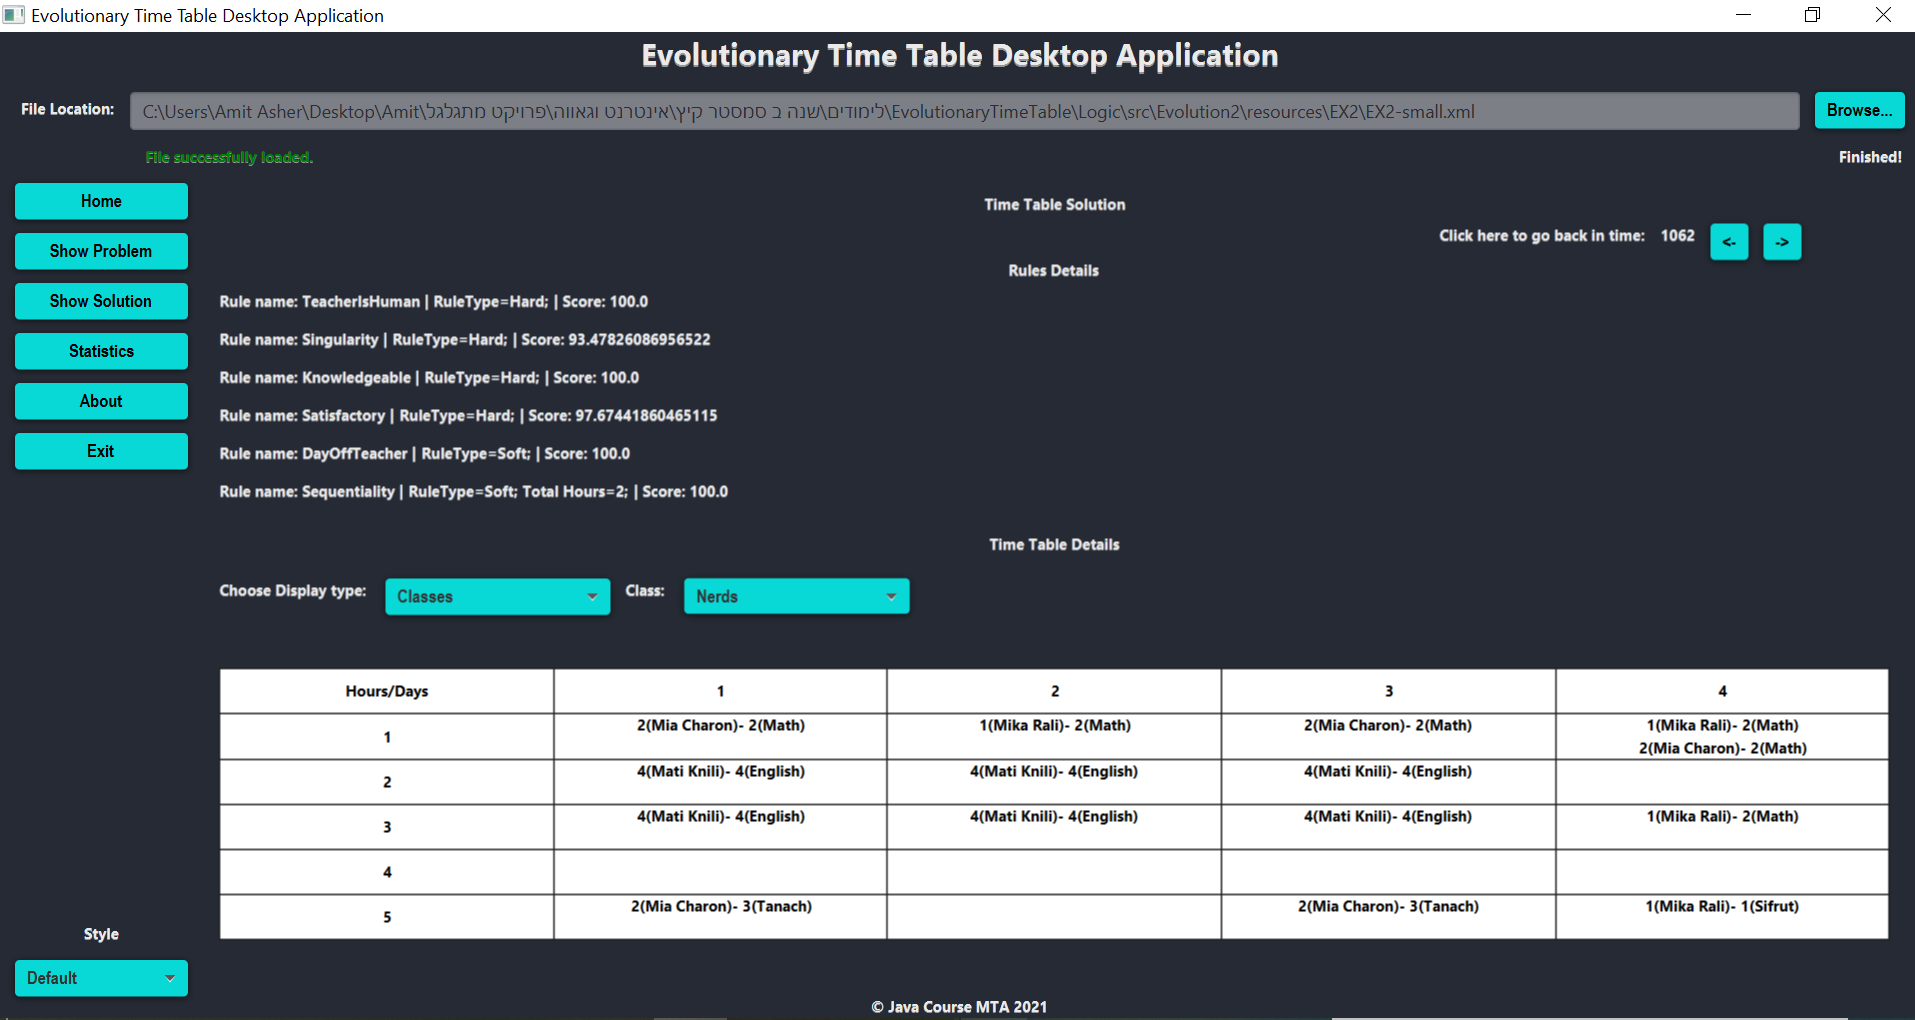 Evolutionary Time Table Desktop Application
Evolutionary Time Table Desktop Application
File Location: C:\Users\Amit Asher\Desktop\Amit\לימודים\שנה ב סמסטר קיץ\אינטרנט וגאווה\פרויקט מתגלגל\EvolutionaryTimeTable\Logic\src\Evolution2\resources\EX2\EX2-small.xml Browse...
File successfully loaded. Finished!
Home
Show Problem
Show Solution
Statistics
About
Exit
Time Table Solution
Click here to go back in time: 1062 <- ->
Rules Details
Rule name: TeacherIsHuman | RuleType=Hard; | Score: 100.0
Rule name: Singularity | RuleType=Hard; | Score: 93.47826086956522
Rule name: Knowledgeable | RuleType=Hard; | Score: 100.0
Rule name: Satisfactory | RuleType=Hard; | Score: 97.67441860465115
Rule name: DayOffTeacher | RuleType=Soft; | Score: 100.0
Rule name: Sequentiality | RuleType=Soft; Total Hours=2; | Score: 100.0
Time Table Details
Choose Display type: Classes Class: Nerds
Hours/Days 1 2 3 4
1 2(Mia Charon)- 2(Math) 1(Mika Rali)- 2(Math) 2(Mia Charon)- 2(Math) 1(Mika Rali)- 2(Math)
2(Mia Charon)- 2(Math)
2 4(Mati Knili)- 4(English) 4(Mati Knili)- 4(English) 4(Mati Knili)- 4(English)
3 4(Mati Knili)- 4(English) 4(Mati Knili)- 4(English) 4(Mati Knili)- 4(English) 1(Mika Rali)- 2(Math)
4
5 2(Mia Charon)- 3(Tanach) 2(Mia Charon)- 3(Tanach) 1(Mika Rali)- 1(Sifrut)
Style
Default
© Java Course MTA 2021